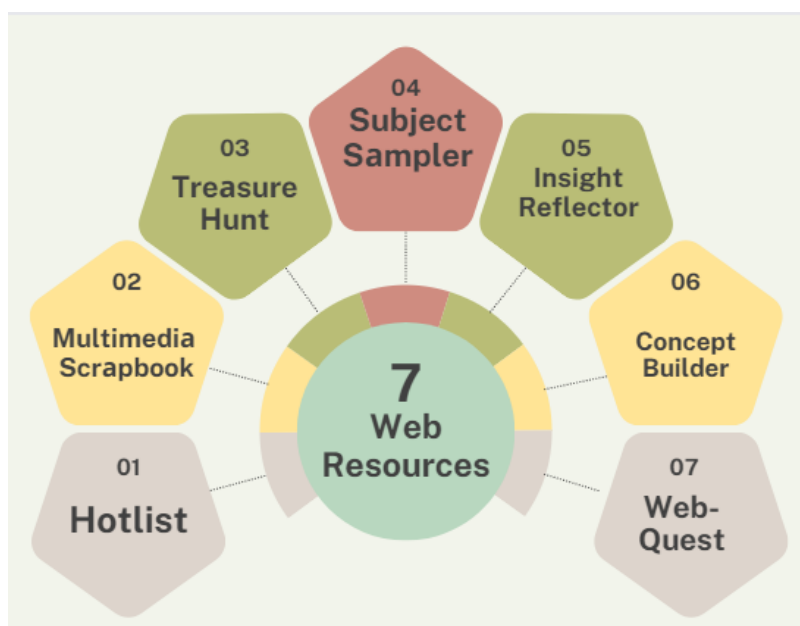 01
Hotlist
02
Multimedia
Scrapbook
03
Treasure
Hunt
04
Subject
Sampler
05
Insight
Reflector
06
Concept
Builder
07
Web-
Quest
7
Web
Resources